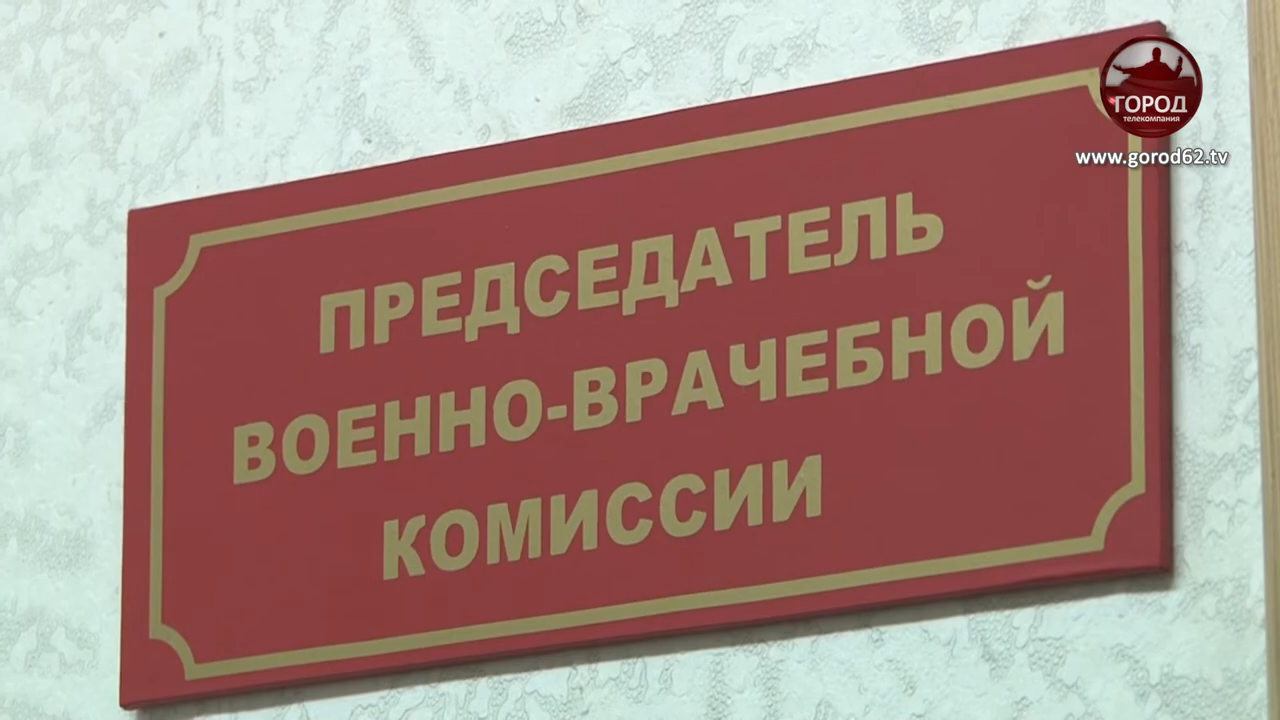 ГОРОД
телекомпания
www.gorod62.tv
ПРЕДСЕДАТЕЛЬ
ВОЕННО-ВРАЧЕБНОЙ
КОМИССИИ